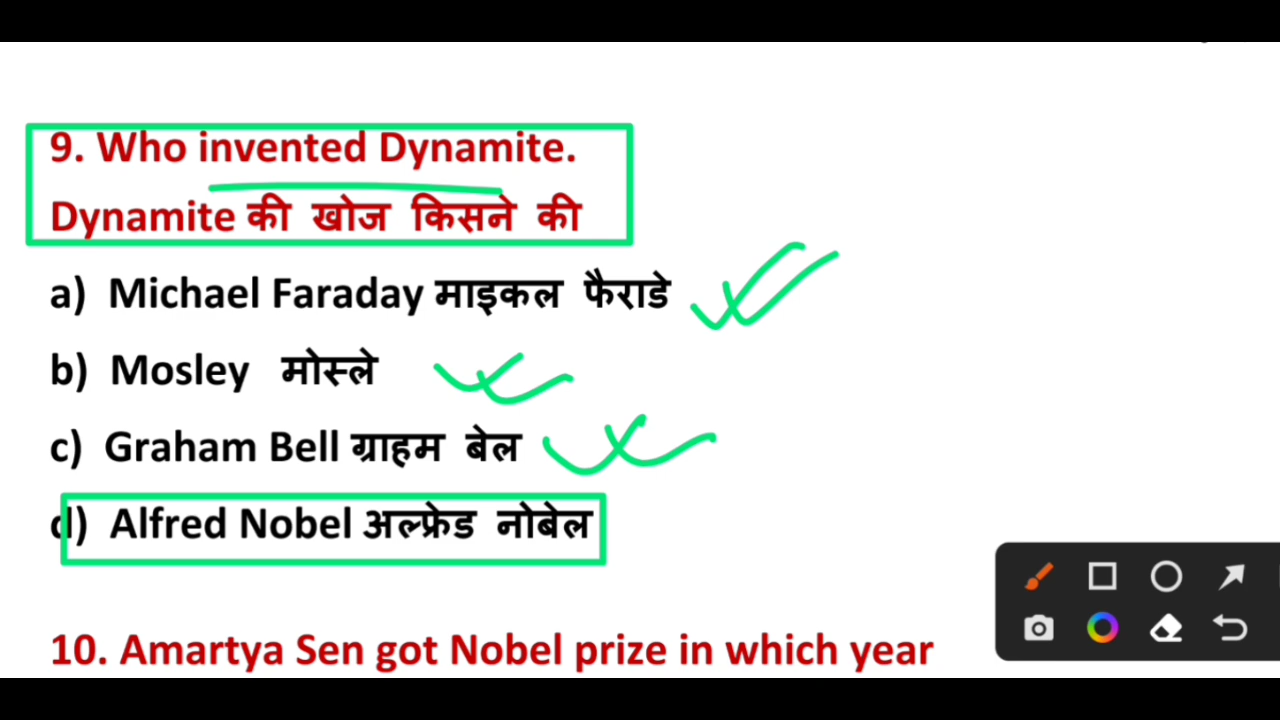 9. Who invented Dynamite.
Dynamite की खोज किसने की
a) Michael Faraday माइकल फैराडे
b) Mosley मोस्ले
c) Graham Bell ग्राहम बेल
d) Alfred Nobel अल्फ्रेड नोबेल
10. Amartya Sen got Nobel prize in which year